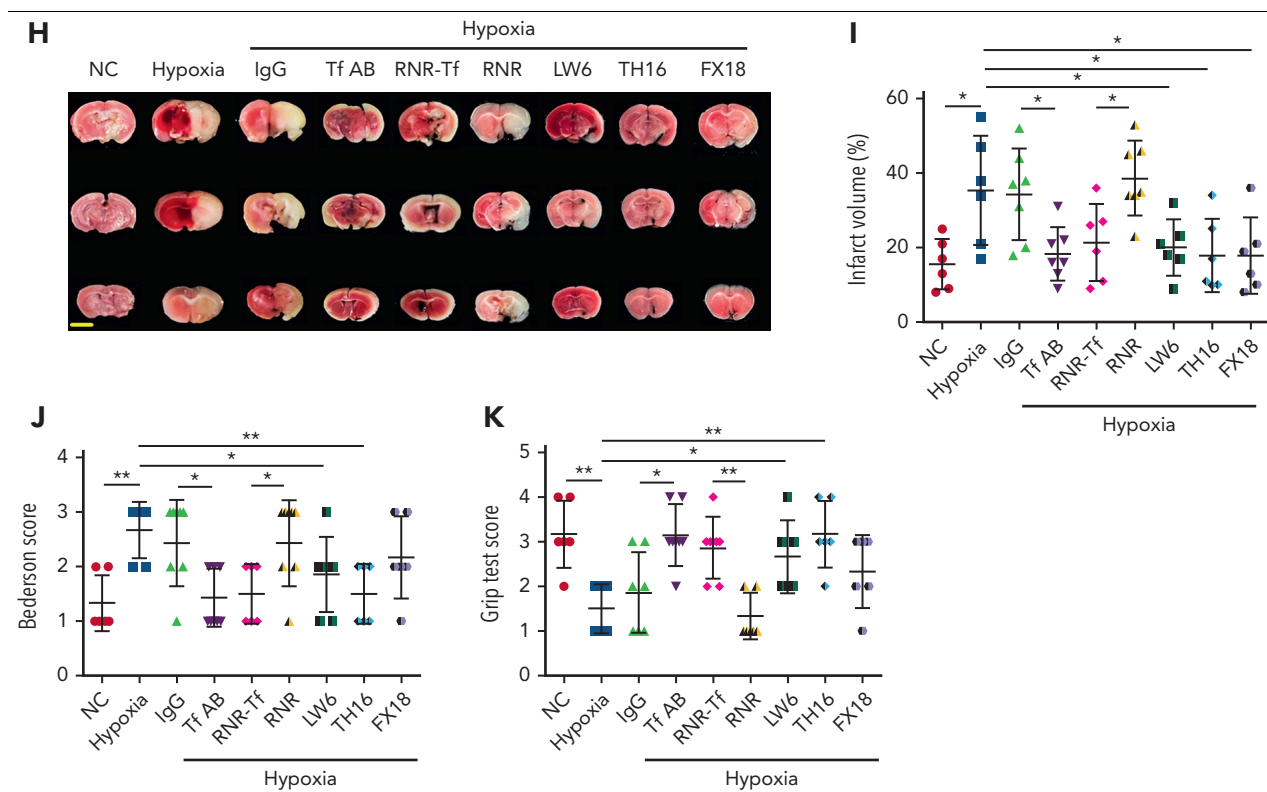 H
Hypoxia
NC Hypoxia IgG Tf AB RNR-Tf RNR LW6 TH16 FX18
I
*
*
*
* * *
Infarct volume (%)
60
40
20
0
NC Hypoxia IgG Tf AB RNR-Tf RNR LW6 TH16 FX18
Hypoxia
J
**
*
** * *
Bederson score
4
3
2
1
0
NC Hypoxia IgG Tf AB RNR-Tf RNR LW6 TH16 FX18
Hypoxia
K
**
*
** * **
Grip test score
5
4
3
2
1
0
NC Hypoxia IgG Tf AB RNR-Tf RNR LW6 TH16 FX18
Hypoxia